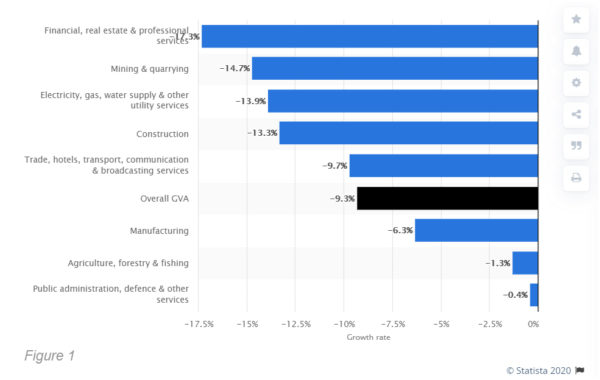 Financial, real estate & professional
services
-17.3%
Mining & quarrying
-14.7%
Electricity, gas, water supply & other
utility services
-13.9%
Construction
-13.3%
Trade, hotels, transport, communication
& broadcasting services
-9.7%
Overall GVA
-9.3%
Manufacturing
-6.3%
Agriculture, forestry & fishing
-1.3%
Public administration, defence & other
services
-0.4%
-17.5% -15% -12.5% -10% -7.5% -5% -2.5% 0%
Growth rate
Figure 1
© Statista 2020